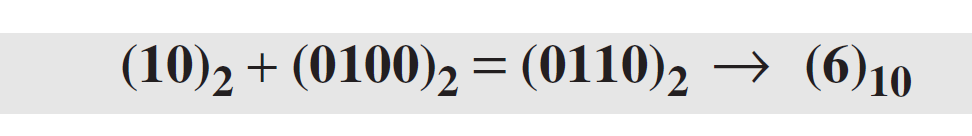 (10)₂ + (0100)₂ = (0110)₂ → (6)₁₀